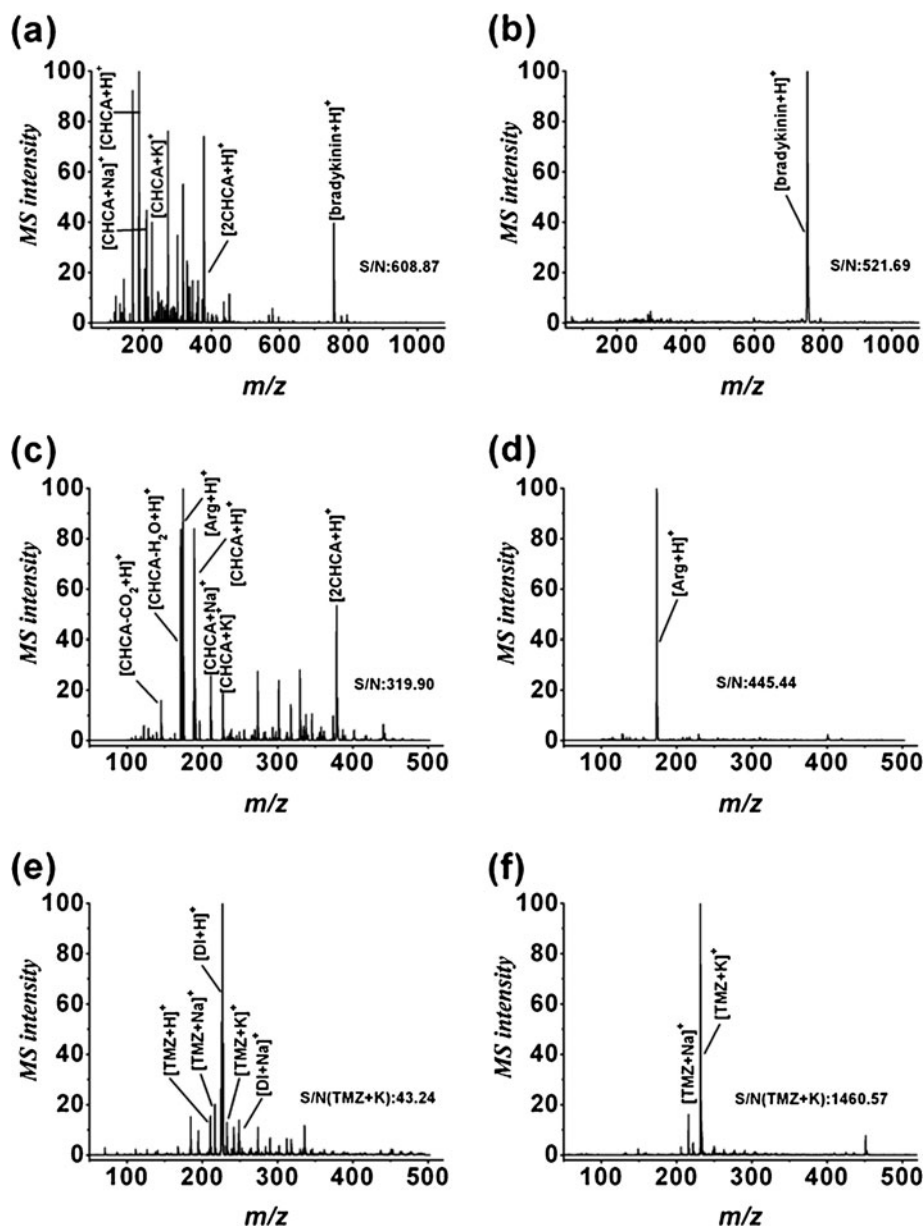 (a)
100
80
60
40
20
0
MS intensity
[CHCA+Na]⁺
[CHCA+H]⁺
[CHCA+K]⁺
[2CHCA+H]⁺
[bradykinin+H]⁺
S/N:608.87
200 400 600 800 1000
m/z
(b)
100
80
60
40
20
0
MS intensity
[bradykinin+H]⁺
S/N:521.69
200 400 600 800 1000
m/z
(c)
100
80
60
40
20
0
MS intensity
[CHCA-CO₂+H]⁺
[CHCA-H₂O+H]⁺
[Arg+H]⁺
[CHCA+H]⁺
[CHCA+Na]⁺
[CHCA+K]⁺
[2CHCA+H]⁺
S/N:319.90
100 200 300 400 500
m/z
(d)
100
80
60
40
20
0
MS intensity
[Arg+H]⁺
S/N:445.44
100 200 300 400 500
m/z
(e)
100
80
60
40
20
0
MS intensity
[TMZ+H]⁺
[TMZ+Na]⁺
[DI+H]⁺
[TMZ+K]⁺
[DI+Na]⁺
S/N(TMZ+K):43.24
100 200 300 400 500
m/z
(f)
100
80
60
40
20
0
MS intensity
[TMZ+Na]⁺
[TMZ+K]⁺
S/N(TMZ+K):1460.57
100 200 300 400 500
m/z